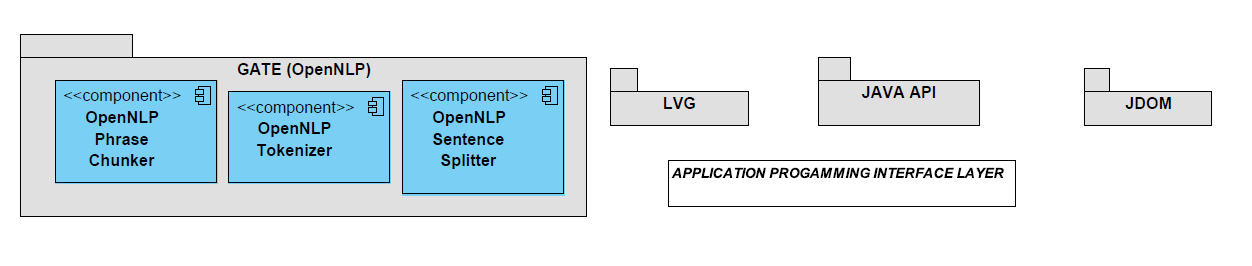 GATE (OpenNLP)
<<component>>
OpenNLP
Phrase
Chunker
<<component>>
OpenNLP
Tokenizer
<<component>>
OpenNLP
Sentence
Splitter
LVG
JAVA API
JDOM
APPLICATION PROGAMMING INTERFACE LAYER